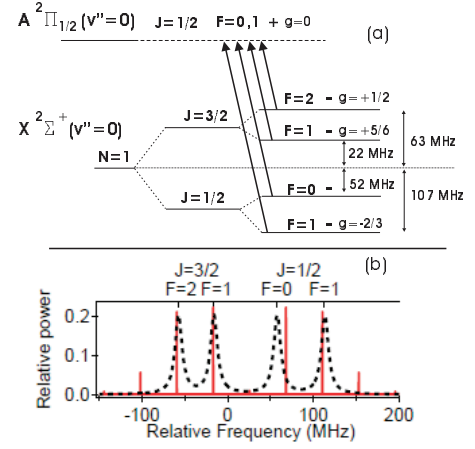 A ²Π₁/₂ (v"=0) J=1/2 F=0,1 + g=0
(a)
F=2 - g=+1/2
J=3/2
X ²Σ⁺ (v"=0)
F=1 - g=+5/6
63 MHz
22 MHz
N=1
F=0 - 52 MHz
107 MHz
J=1/2
F=1 - g=-2/3
(b)
J=3/2 J=1/2
F=2 F=1 F=0 F=1
Relative power
0.2
0.1
0.0
-100 0 100 200
Relative Frequency (MHz)